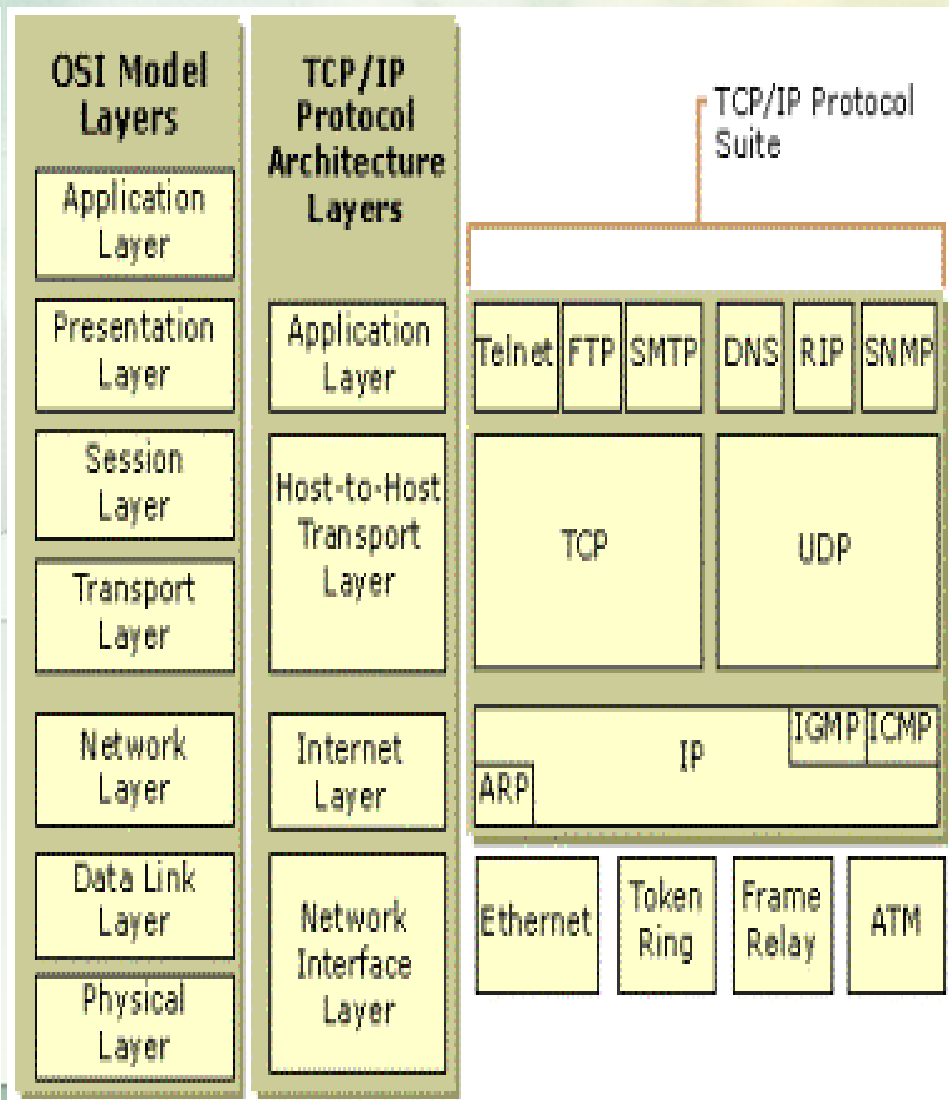 OSI Model
Layers
Application
Layer
Presentation
Layer
Session
Layer
Transport
Layer
Network
Layer
Data Link
Layer
Physical
Layer
TCP/IP
Protocol
Architecture
Layers
Application
Layer
Host-to-Host
Transport
Layer
Internet
Layer
Network
Interface
Layer
TCP/IP Protocol
Suite
Telnet FTP SMTP DNS RIP SNMP
TCP UDP
IGMP ICMP
IP
ARP
Ethernet
Token
Ring
Frame
Relay
ATM